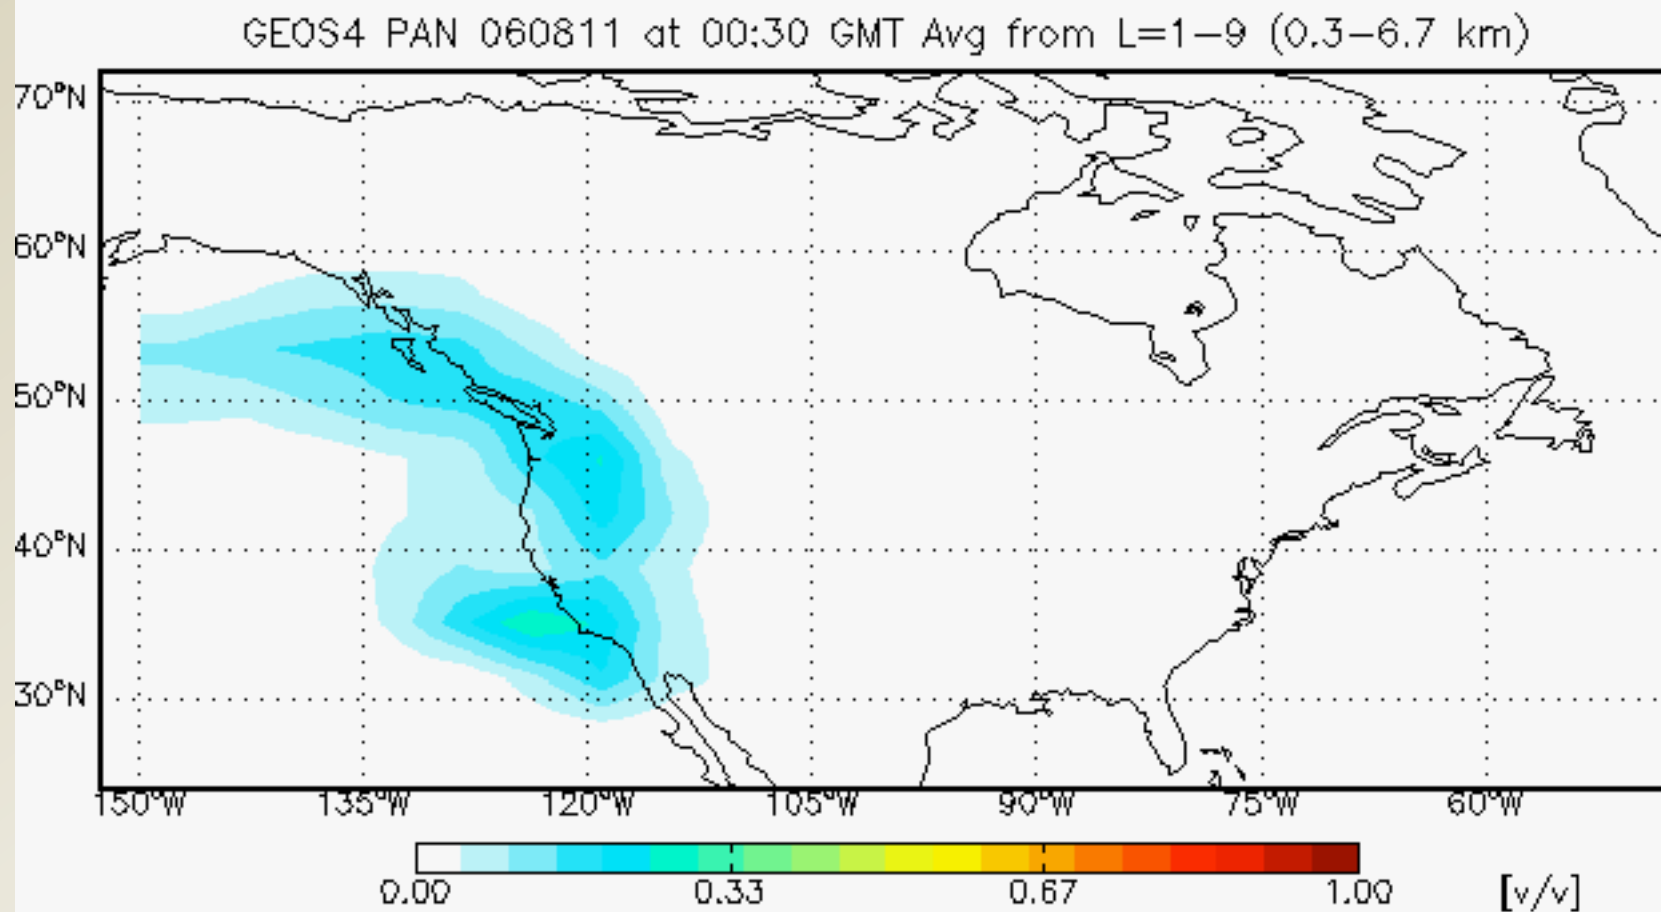 GEOS4 PAN 060811 at 00:30 GMT Avg from L=1-9 (0.3-6.7 km)
70°N
60°N
50°N
40°N
30°N
150°W 135°W 120°W 105°W 90°W 75°W 60°W
0.00 0.33 0.67 1.00 [v/v]